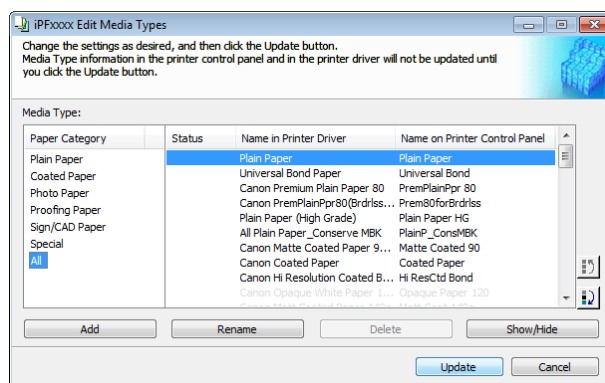 iPFxxxx Edit Media Types
Change the settings as desired, and then click the Update button.
Media Type information in the printer control panel and in the printer driver will not be updated until
you click the Update button.
Media Type:
Paper Category Status Name in Printer Driver Name on Printer Control Panel
Plain Paper Plain Paper Plain Paper
Coated Paper Universal Bond Paper Universal Bond
Photo Paper Canon Premium Plain Paper 80 PremPlainPpr 80
Proofing Paper Canon PremPlainPpr80(Brdrlss... Prem80forBrdrlss
Sign/CAD Paper Plain Paper (High Grade) Plain Paper HG
Special All Plain Paper_Conserve MBK PlainP_ConsMBK
All Canon Matte Coated Paper 9... Matte Coated 90
Canon Coated Paper Coated Paper
Canon Hi Resolution Coated B... Hi ResCtd Bond
Canon Opaque White Paper 1... Opaque Paper 120
Add Rename Delete Show/Hide
Update Cancel